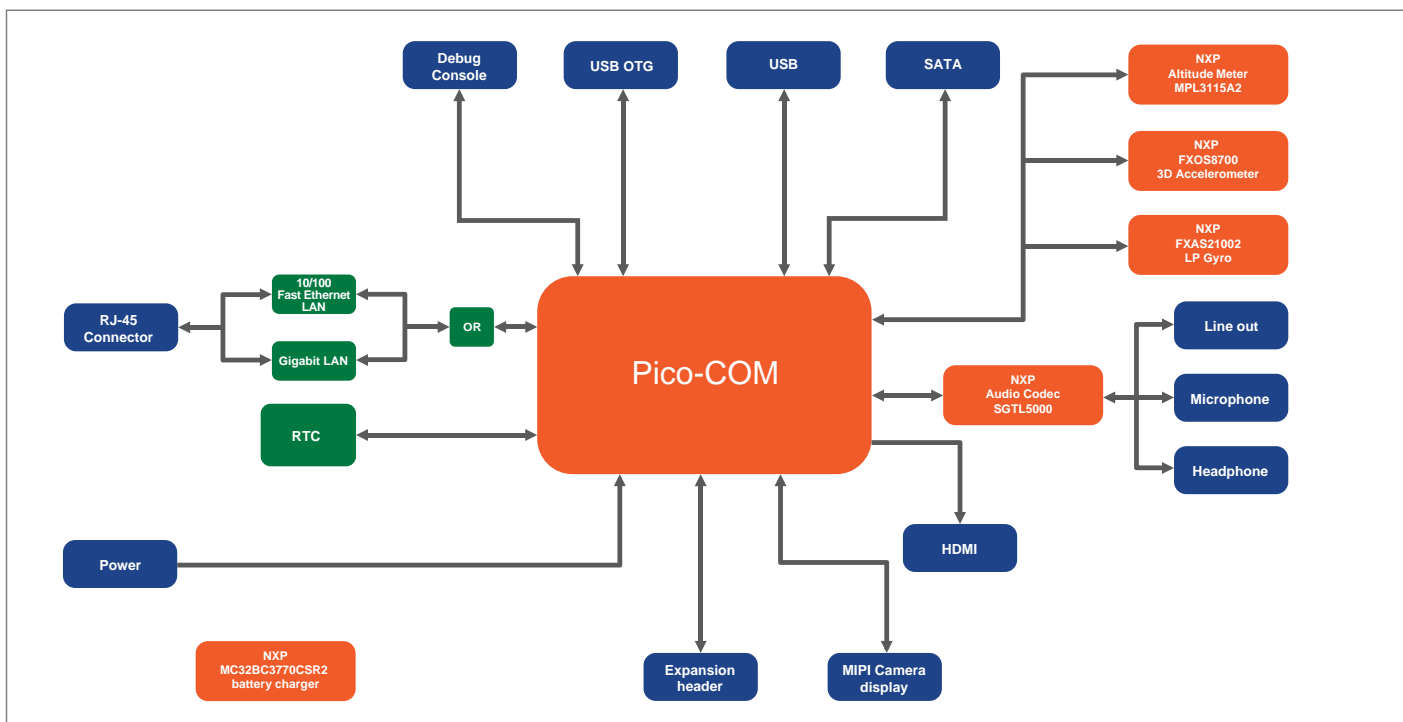 Debug
Console
USB OTG
USB
SATA
NXP
Altitude Meter
MPL3115A2
NXP
FXOS8700
3D Accelerometer
NXP
FXAS21002
LP Gyro
RJ-45
Connector
10/100
Fast Ethernet
LAN
Gigabit LAN
OR
RTC
Pico-COM
NXP
Audio Codec
SGTL5000
Line out
Microphone
Headphone
HDMI
Power
NXP
MC32BC3770CSR2
battery charger
Expansion
header
MIPI Camera
display